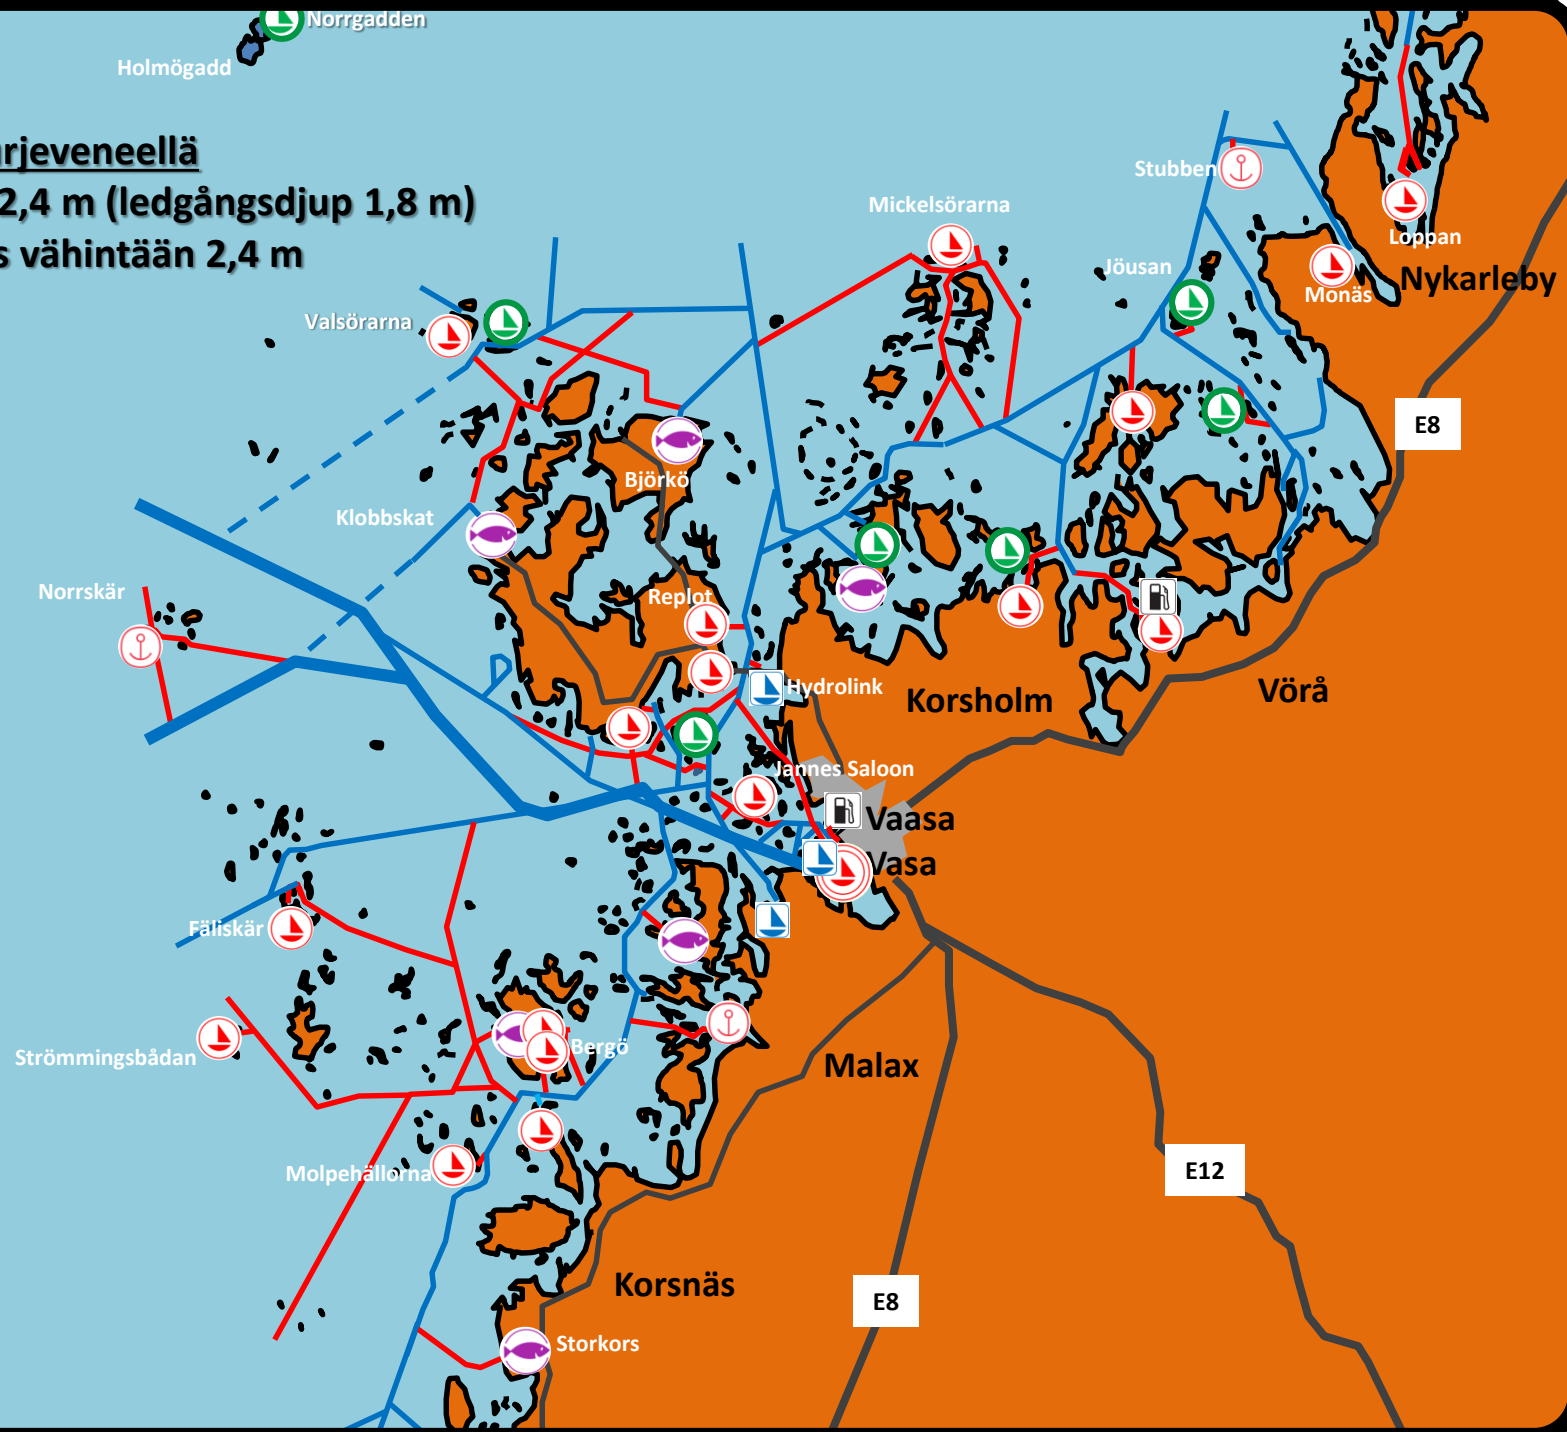 Norrgadden
Holmögadd
rjeveneellä
2,4 m (ledgångsdjup 1,8 m)
s vähintään 2,4 m
Stubben
Mickelsörarna
Loppan
Jöusan
Nykarleby
Monäs
Valsörarna
E8
Björkö
Klobbskat
Norrskär
Replot
Hydrolink
Korsholm
Vörå
Jannes Saloon
Vaasa
Vasa
Fäliskär
Bergö
Strömmingsbådan
Malax
Molpehällorna
E12
Korsnäs
E8
Storkors